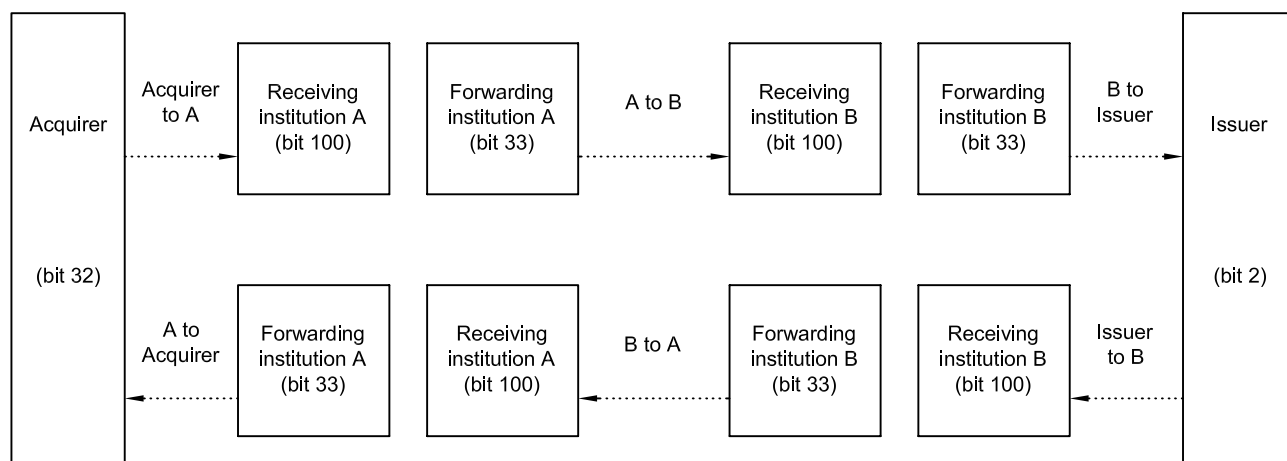 Acquirer
(bit 32)
Acquirer
to A
Receiving
institution A
(bit 100)
Forwarding
institution A
(bit 33)
A to B
Receiving
institution B
(bit 100)
Forwarding
institution B
(bit 33)
B to
Issuer
Issuer
(bit 2)
A to
Acquirer
Forwarding
institution A
(bit 33)
Receiving
institution A
(bit 100)
B to A
Forwarding
institution B
(bit 33)
Receiving
institution B
(bit 100)
Issuer
to B